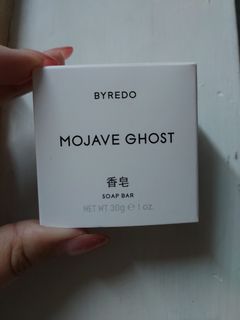 BYREDO
MOJAVE GHOST
香皂
SOAP BAR
NET WT. 30g ℮ 1 oz.